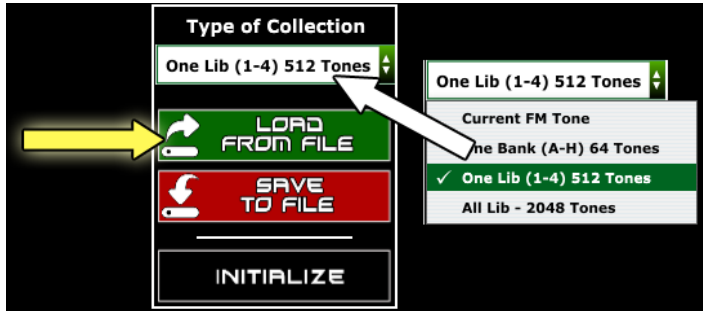 Type of Collection
One Lib (1-4) 512 Tones
LOAD
FROM FILE
SAVE
TO FILE
INITIALIZE
One Lib (1-4) 512 Tones
Current FM Tone
ne Bank (A-H) 64 Tones
✓ One Lib (1-4) 512 Tones
All Lib - 2048 Tones